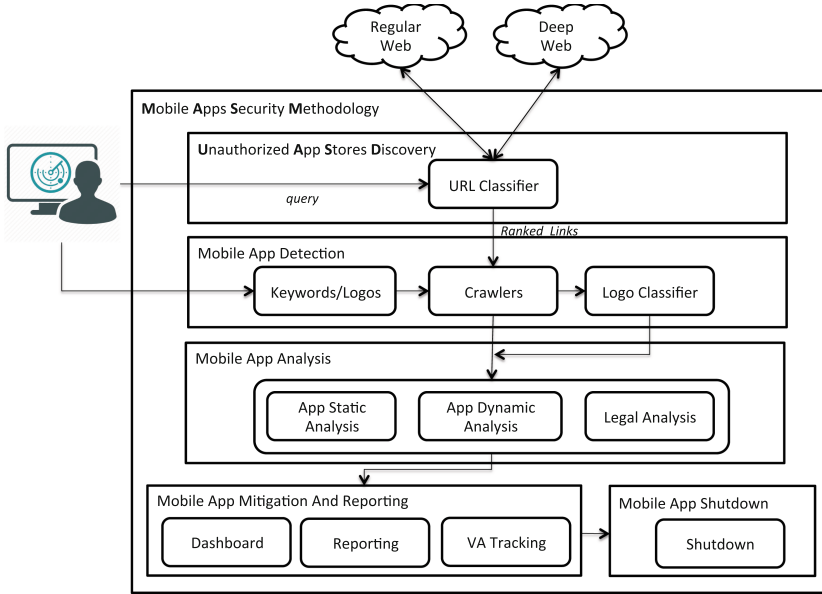 Regular
Web
Deep
Web
Mobile Apps Security Methodology
Unauthorized App Stores Discovery
URL Classifier
query
Ranked Links
Mobile App Detection
Keywords/Logos
Crawlers
Logo Classifier
Mobile App Analysis
App Static
Analysis
App Dynamic
Analysis
Legal Analysis
Mobile App Mitigation And Reporting
Dashboard
Reporting
VA Tracking
Mobile App Shutdown
Shutdown